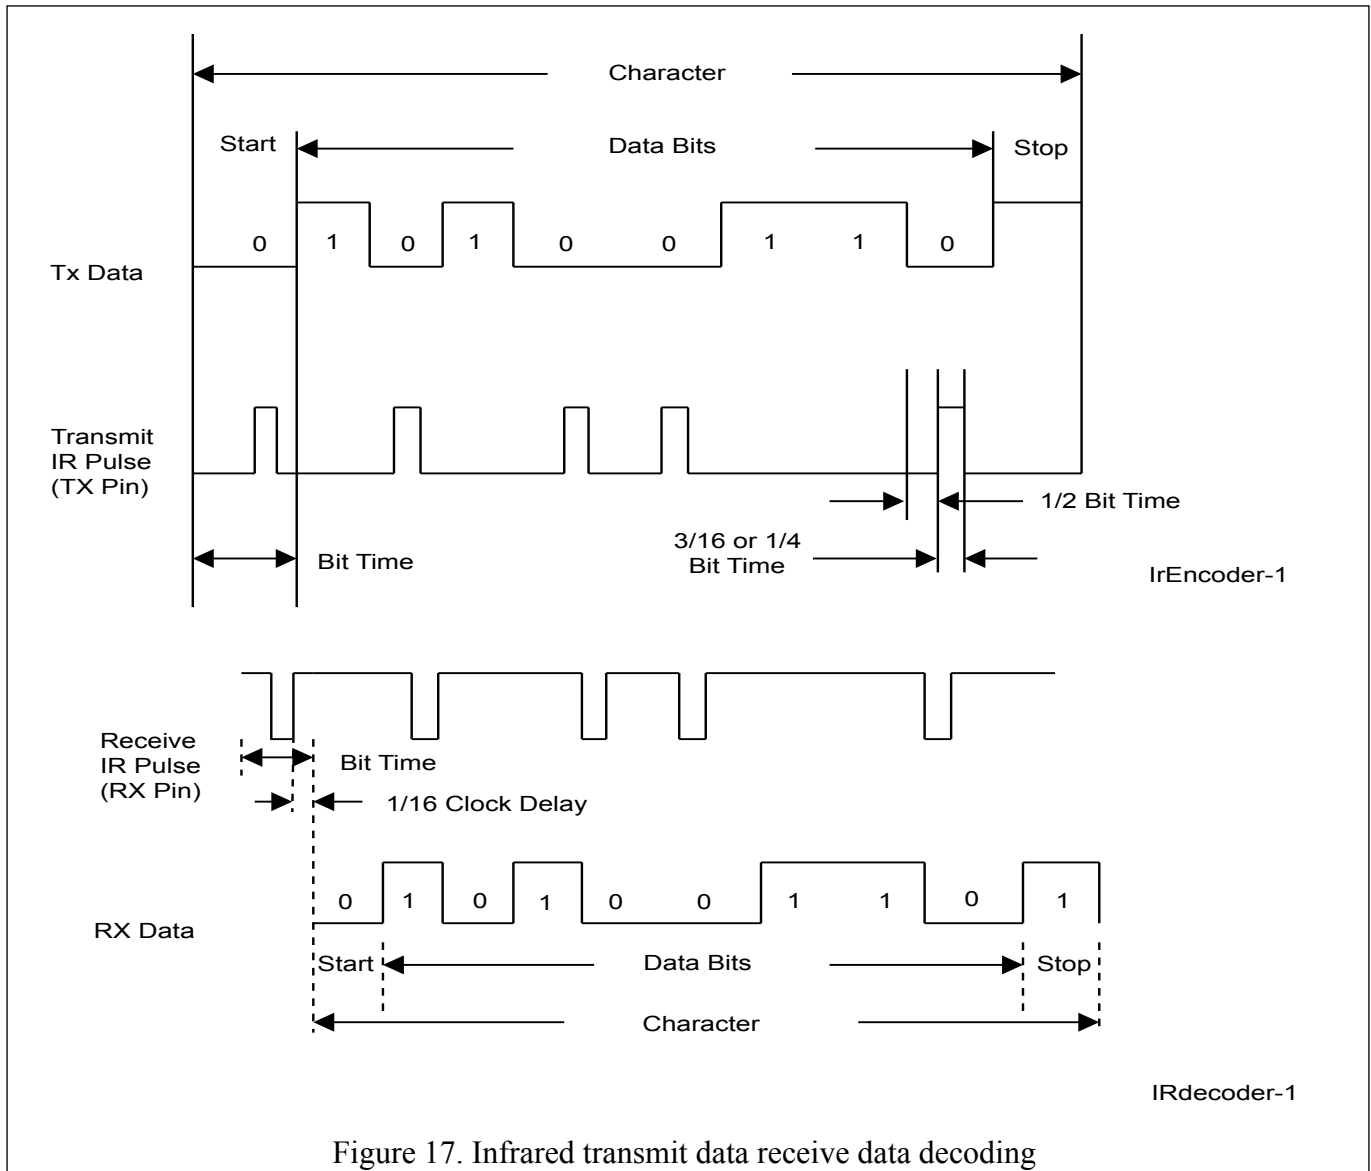 Character
Start
Data Bits
Stop
0 1 0 1 0 0 1 1 0
Tx Data
Transmit
IR Pulse
(TX Pin)
1/2 Bit Time
3/16 or 1/4
Bit Time
Bit Time
IrEncoder-1
Receive
IR Pulse
(RX Pin)
Bit Time
1/16 Clock Delay
0 1 0 1 0 0 1 1 0 1
RX Data
Start
Data Bits
Stop
Character
IRdecoder-1
Figure 17. Infrared transmit data receive data decoding